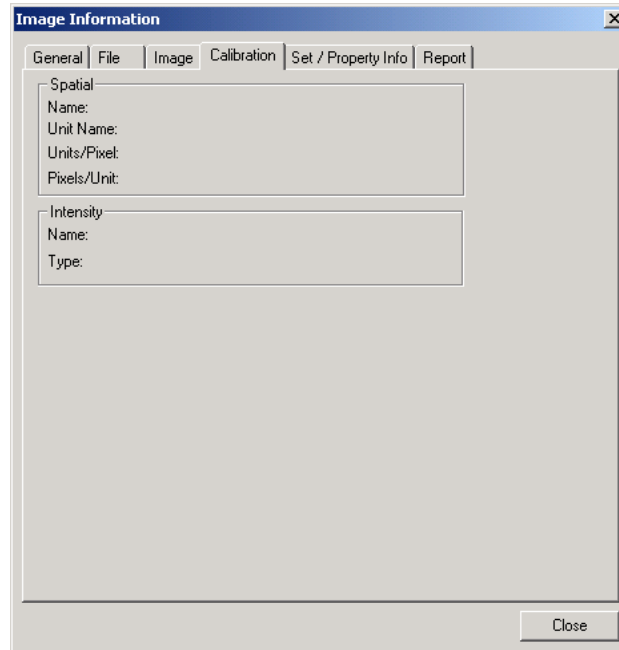 Image Information
General File Image Calibration Set / Property Info Report
Spatial
Name:
Unit Name:
Units/Pixel:
Pixels/Unit:
Intensity
Name:
Type:
Close